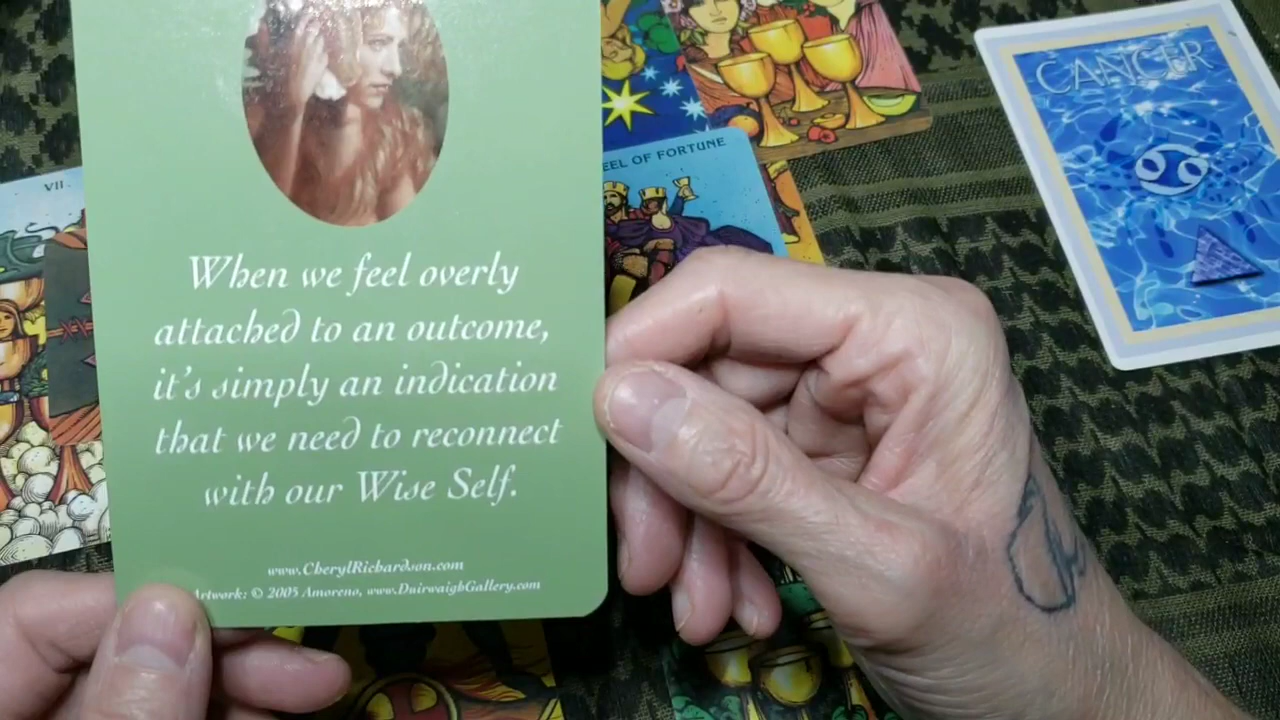 When we feel overly
attached to an outcome,
it's simply an indication
that we need to reconnect
with our Wise Self.
www.CherylRichardson.com
Artwork: © 2005 Amoreno, www.DuirwaighGallery.com
VII.
EEL OF FORTUNE
CANCER